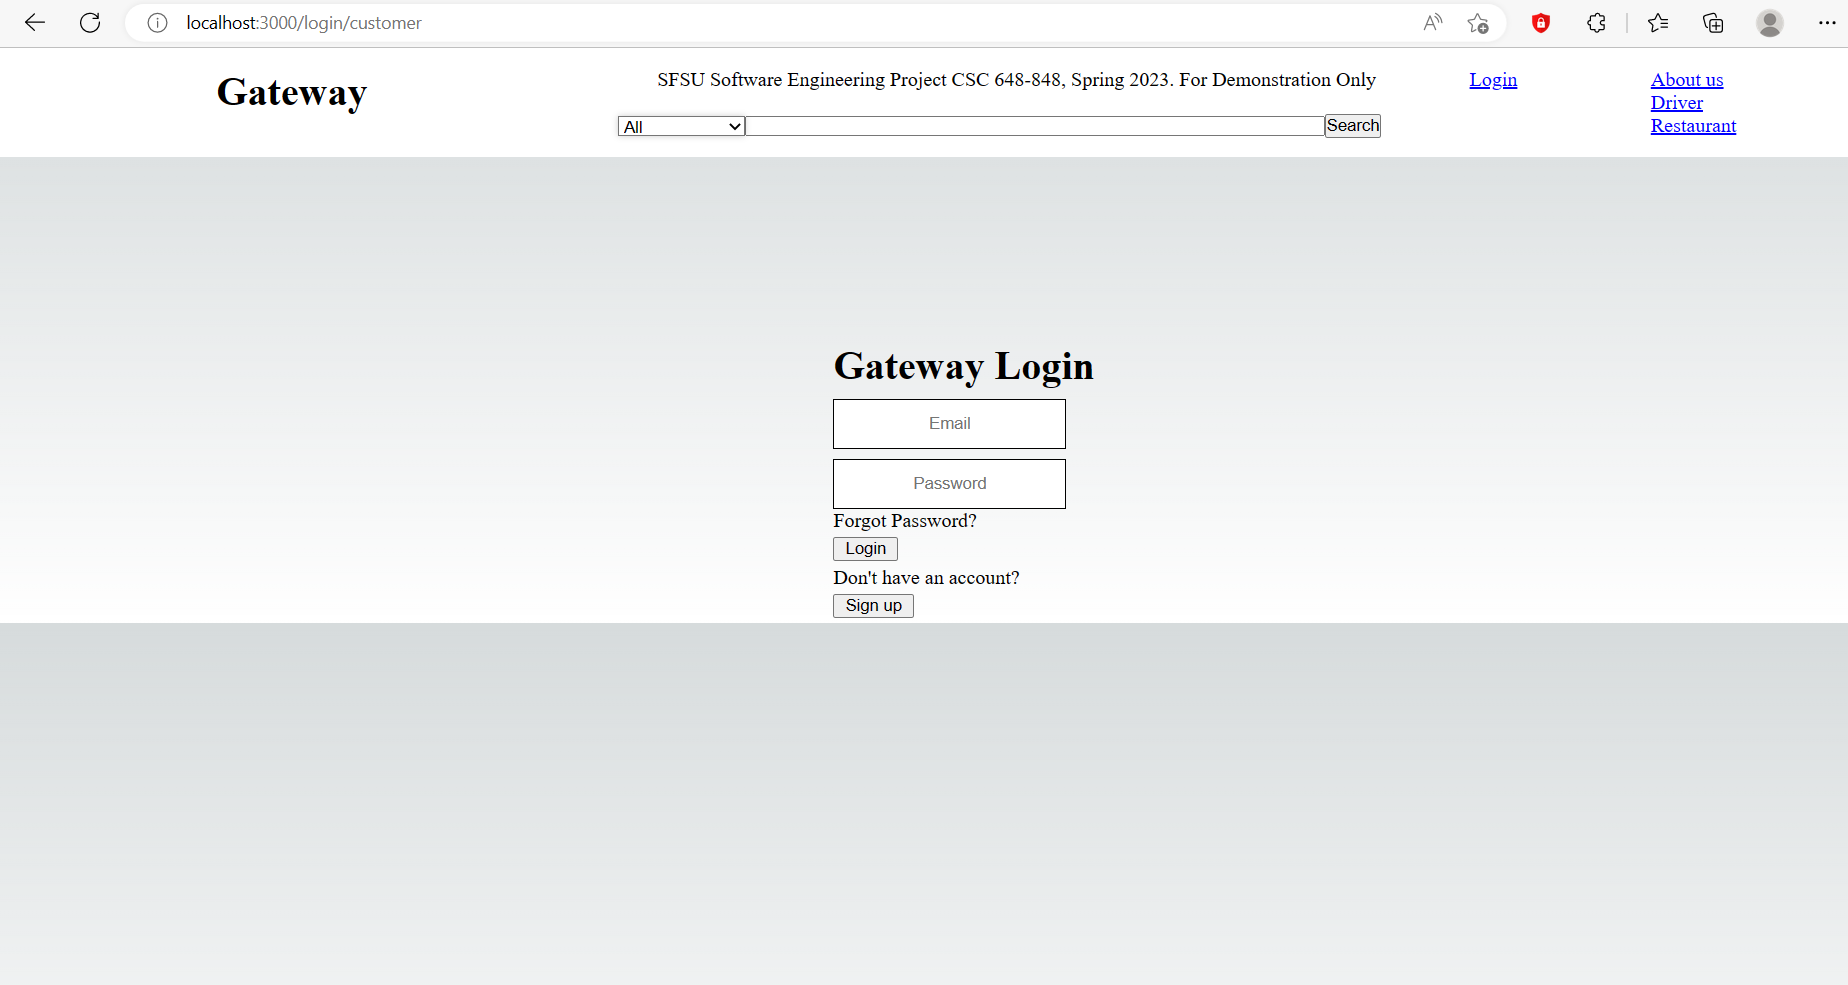 localhost:3000/login/customer
Gateway
SFSU Software Engineering Project CSC 648-848, Spring 2023. For Demonstration Only
Login
About us
Driver
Restaurant
All
Search
Gateway Login
Email
Password
Forgot Password?
Login
Don't have an account?
Sign up